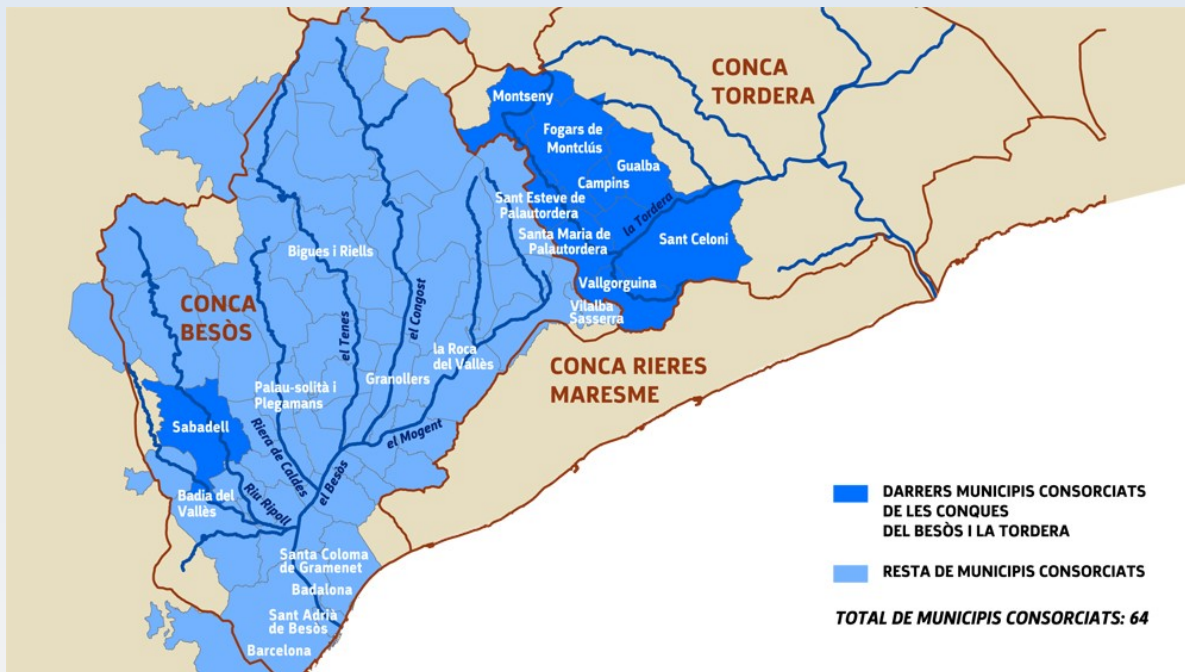 CONCA
TORDERA
Montseny
Fogars de
Montclús
Gualba
Campins
Sant Esteve de
Palautordera
la Tordera
Santa Maria de
Palautordera
Sant Celoni
Bigues i Riells
Vallgorguina
CONCA
BESÒS
Vilalba
Sasserra
el Tenes
el Congost
la Roca
del Vallès
CONCA RIERES
MARESME
Granollers
Palau-solità i
Plegamans
Sabadell
Riera de Caldes
el Mogent
el Besòs
Badia del
Vallès
Riu Ripoll
DARRERS MUNICIPIS CONSORCIATS
DE LES CONQUES
DEL BESÒS I LA TORDERA
Santa Coloma
de Gramenet
RESTA DE MUNICIPIS CONSORCIATS
Badalona
Sant Adrià
de Besòs
TOTAL DE MUNICIPIS CONSORCIATS: 64
Barcelona